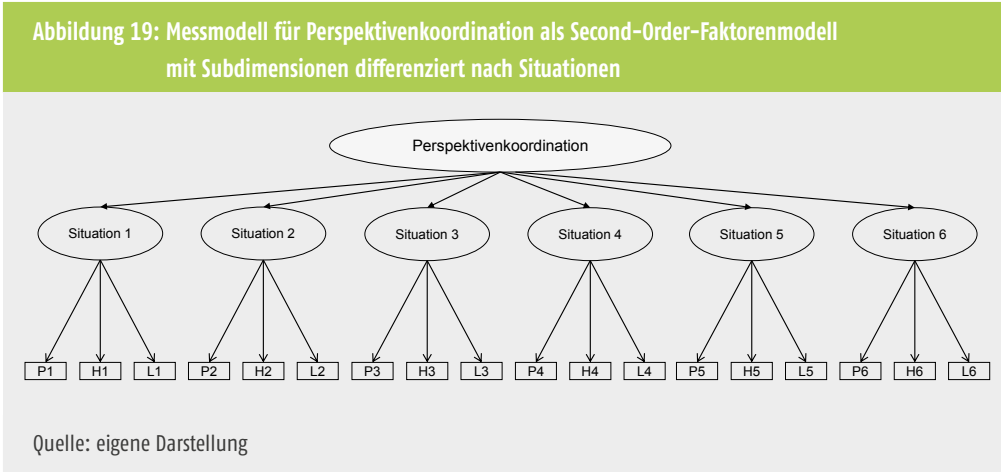 Abbildung 19: Messmodell für Perspektivenkoordination als Second-Order-Faktorenmodell
mit Subdimensionen differenziert nach Situationen
Perspektivenkoordination
Situation 1 Situation 2 Situation 3 Situation 4 Situation 5 Situation 6
P1 H1 L1 P2 H2 L2 P3 H3 L3 P4 H4 L4 P5 H5 L5 P6 H6 L6
Quelle: eigene Darstellung